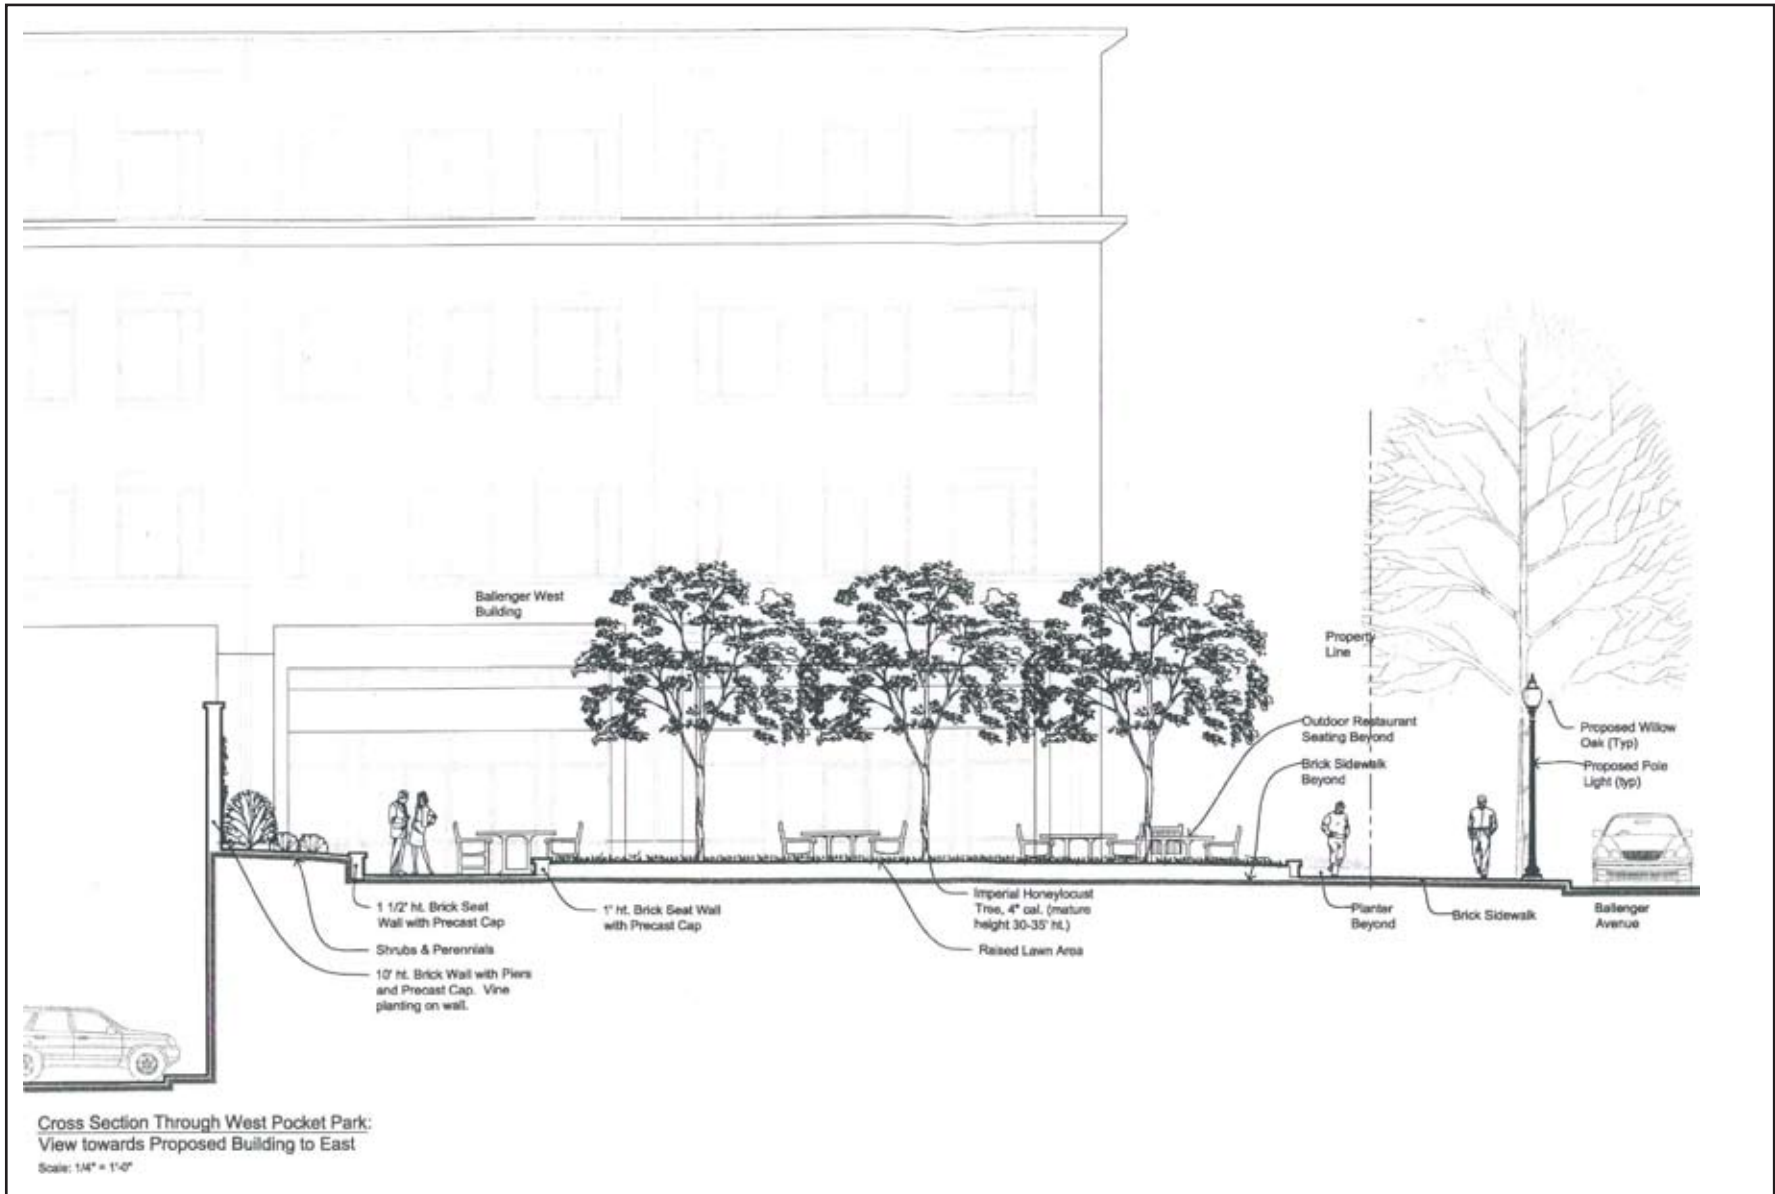 Ballenger West
Building
Property
Line
Outdoor Restaurant
Seating Beyond
Brick Sidewalk
Beyond
Proposed Willow
Oak (Typ)
Proposed Pole
Light (typ)
1 1/2' ht. Brick Seat
Wall with Precast Cap
Shrubs & Perennials
10' ht. Brick Wall with Piers
and Precast Cap. Vine
planting on wall.
1' ht. Brick Seat Wall
with Precast Cap
Imperial Honeylocust
Tree, 4" cal. (mature
height 30-35' ht.)
Raised Lawn Area
Planter
Beyond
Brick Sidewalk
Ballenger
Avenue
Cross Section Through West Pocket Park:
View towards Proposed Building to East
Scale: 1/4" = 1'-0"